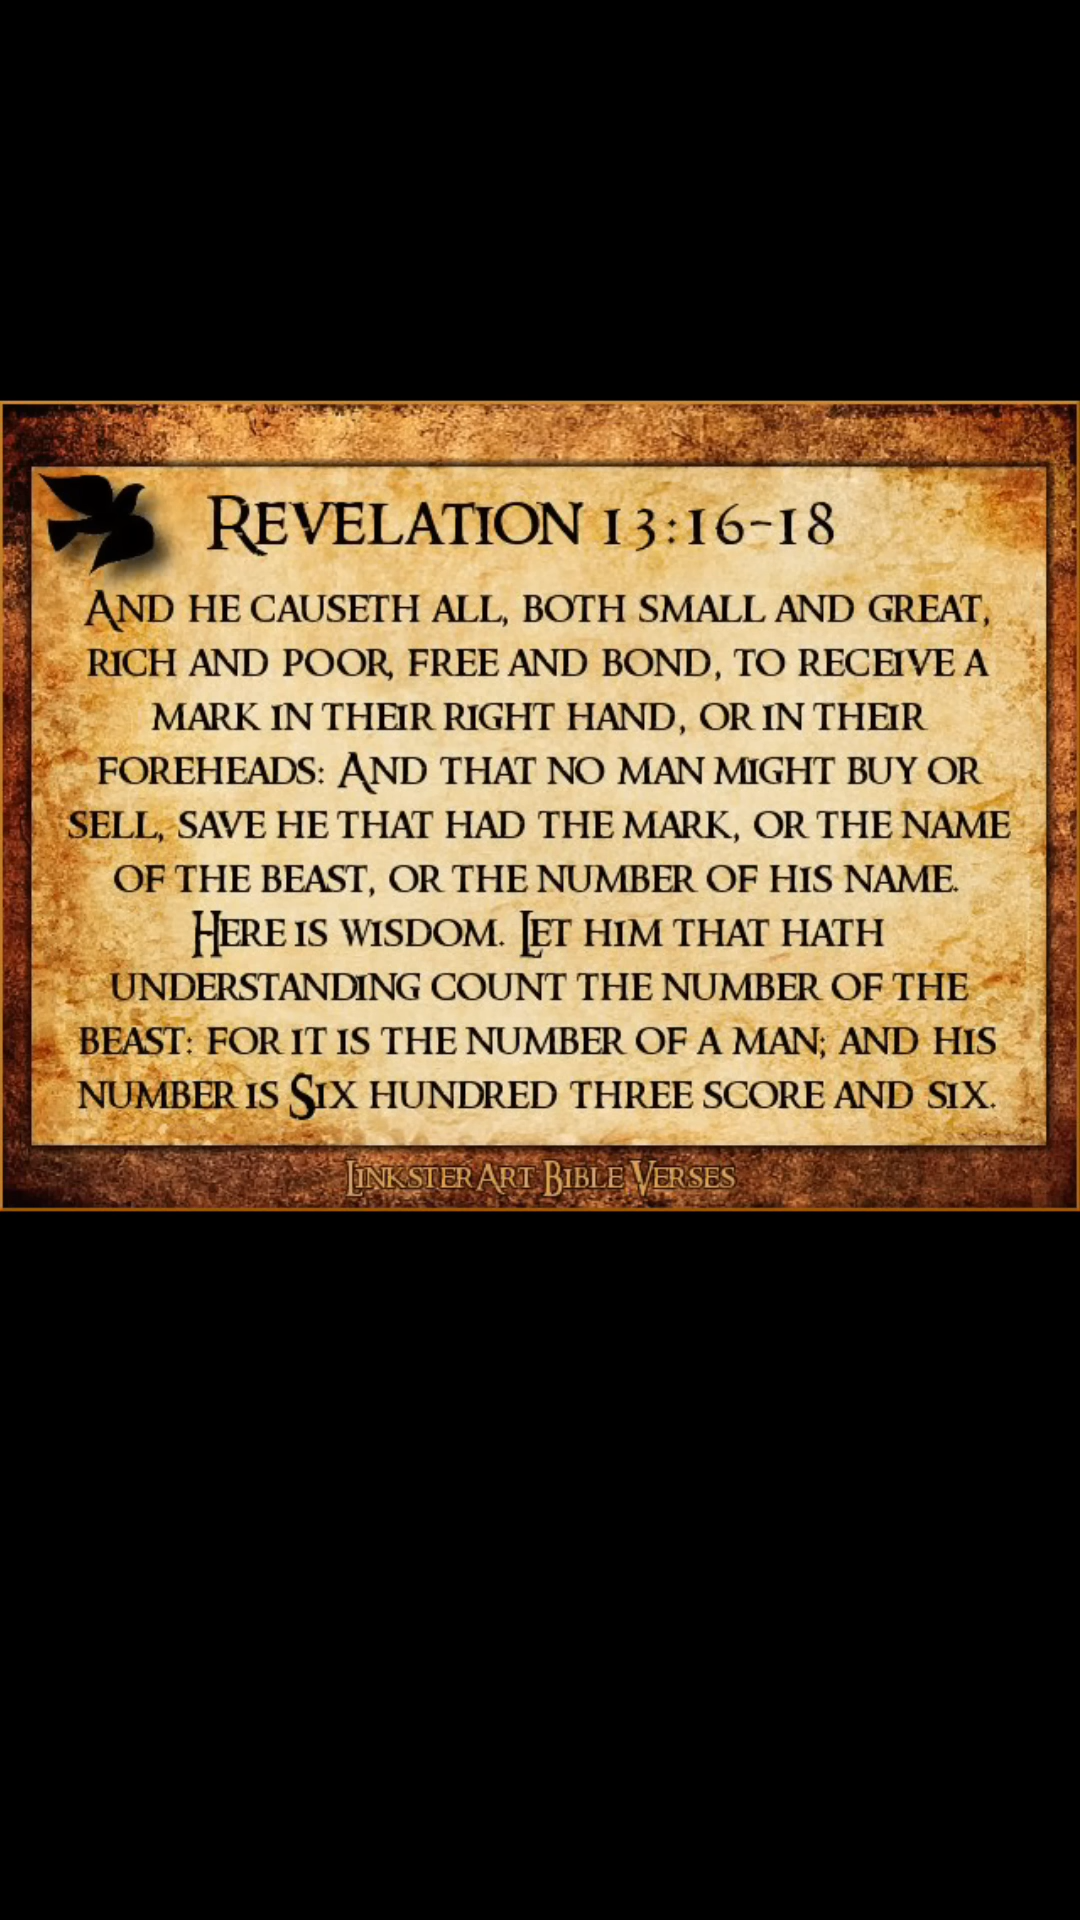 Revelation 13:16-18
And he causeth all, both small and great,
rich and poor, free and bond, to receive a
mark in their right hand, or in their
foreheads: And that no man might buy or
sell, save he that had the mark, or the name
of the beast, or the number of his name.
Here is wisdom. Let him that hath
understanding count the number of the
beast: for it is the number of a man; and his
number is Six hundred three score and six.
LinksterArt Bible Verses